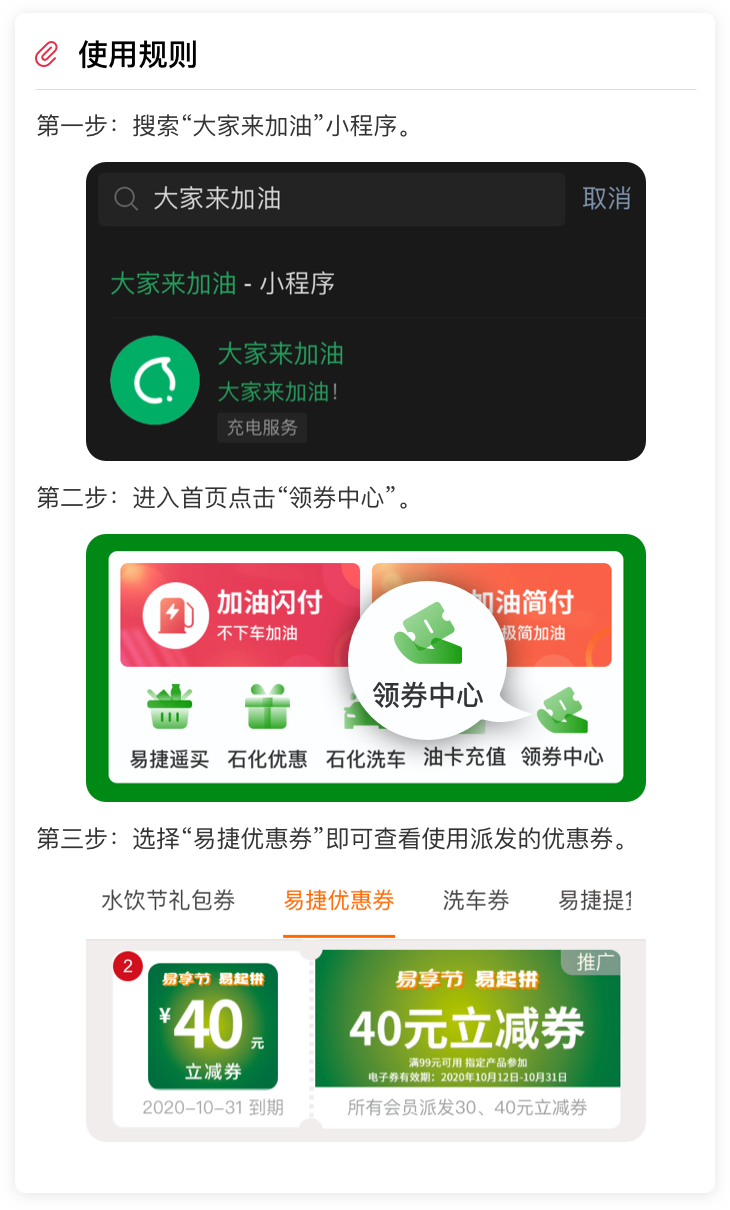 使用规则
第一步：搜索“大家来加油”小程序。
大家来加油
取消
大家来加油 - 小程序
大家来加油
大家来加油！
充电服务
第二步：进入首页点击“领券中心”。
加油闪付
不下车加油
加油简付
极简加油
领券中心
易捷遥买
石化优惠
石化洗车
油卡充值
领券中心
第三步：选择“易捷优惠券”即可查看使用派发的优惠券。
水饮节礼包券
易捷优惠券
洗车券
易捷提
2
易享节 易起拼
¥40元
立减券
2020-10-31 到期
推广
易享节 易起拼
40元立减券
满99元可用 指定产品参加
电子券有效期：2020年10月12日-10月31日
所有会员派发30、40元立减券